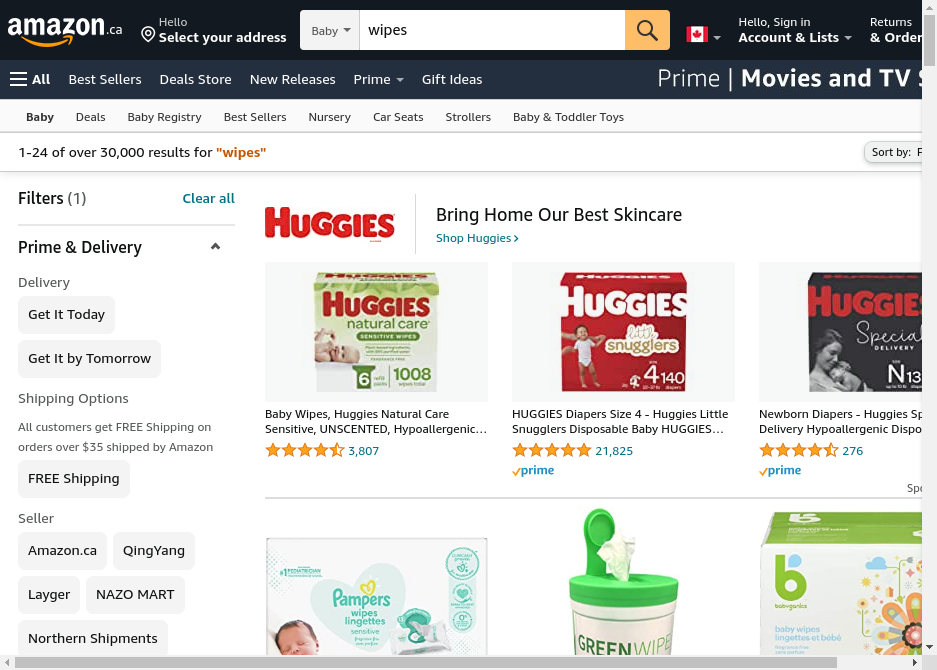 amazon.ca
Hello
Select your address
Baby
wipes
Hello, Sign in
Account & Lists
Returns
& Order
All
Best Sellers
Deals Store
New Releases
Prime
Gift Ideas
Prime | Movies and TV
Baby
Deals
Baby Registry
Best Sellers
Nursery
Car Seats
Strollers
Baby & Toddler Toys
1-24 of over 30,000 results for "wipes"
Sort by: F
Filters (1)
Clear all
Prime & Delivery
Delivery
Get It Today
Get It by Tomorrow
Shipping Options
All customers get FREE Shipping on
orders over $35 shipped by Amazon
FREE Shipping
Seller
Amazon.ca
QingYang
Layger
NAZO MART
Northern Shipments
HUGGIES
Bring Home Our Best Skincare
Shop Huggies
HUGGIES
natural care
SENSITIVE WIPES
FRAGRANCE FREE
6
1008
HUGGIES
little
snugglers
4
140
HUGGIES
Special
DELIVERY
N
Baby Wipes, Huggies Natural Care
Sensitive, UNSCENTED, Hypoallergenic...
3,807
HUGGIES Diapers Size 4 - Huggies Little
Snugglers Disposable Baby HUGGIES...
21,825
prime
Newborn Diapers - Huggies Sp
Delivery Hypoallergenic Dispo
276
prime
Spo
#1 PEDIATRICIAN
Pampers
wipes
lingettes
sensitive
GREENWIPE
b
babyganics
baby wipes
lingettes et bébé